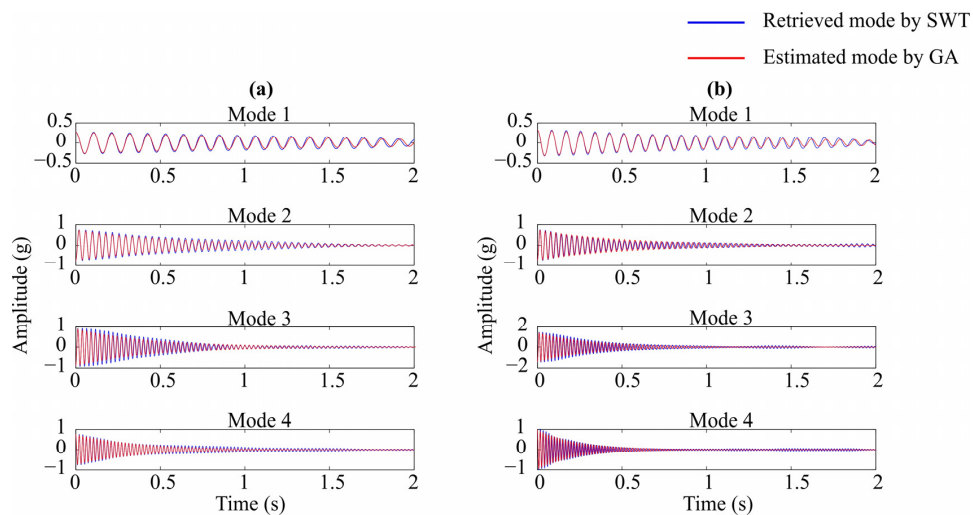 Retrieved mode by SWT
Estimated mode by GA
(a)
Mode 1
0.5
0
−0.5
0 0.5 1 1.5 2
Mode 2
1
0
−1
0 0.5 1 1.5 2
Mode 3
1
0
−1
0 0.5 1 1.5 2
Mode 4
1
0
−1
0 0.5 1 1.5 2
Amplitude (g)
Time (s)
(b)
Mode 1
0.5
0
−0.5
0 0.5 1 1.5 2
Mode 2
1
0
−1
0 0.5 1 1.5 2
Mode 3
2
0
−2
0 0.5 1 1.5 2
Mode 4
1
0
−1
0 0.5 1 1.5 2
Amplitude (g)
Time (s)